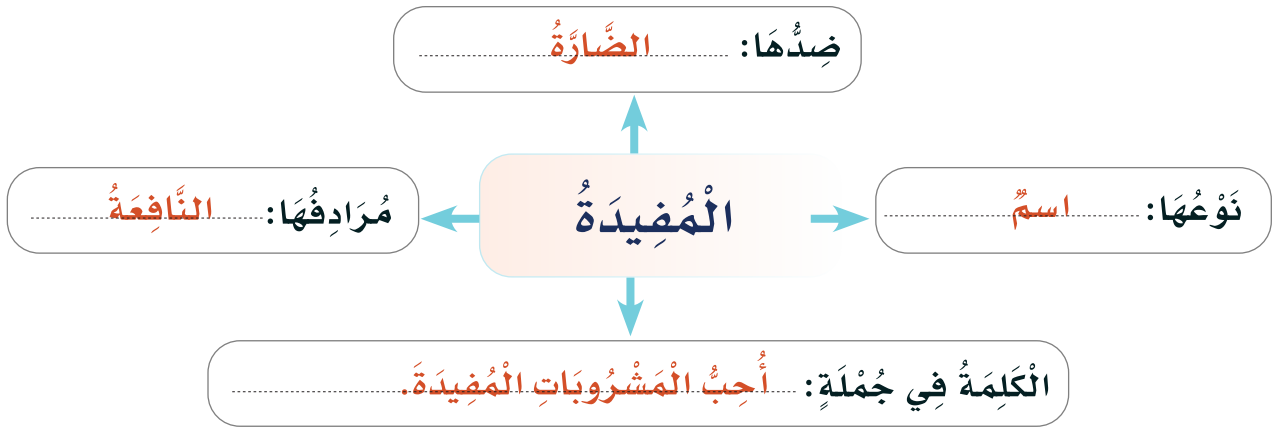 ضِدُّهَا: الضَّارَّةُ
نَوْعُهَا: اسمٌ
الْمُفِيدَةُ
مُرَادِفُهَا: النَّافِعَةُ
الْكَلِمَةُ فِي جُمْلَةٍ: أُحِبُّ الْمَشْرُوبَاتِ الْمُفِيدَةَ.